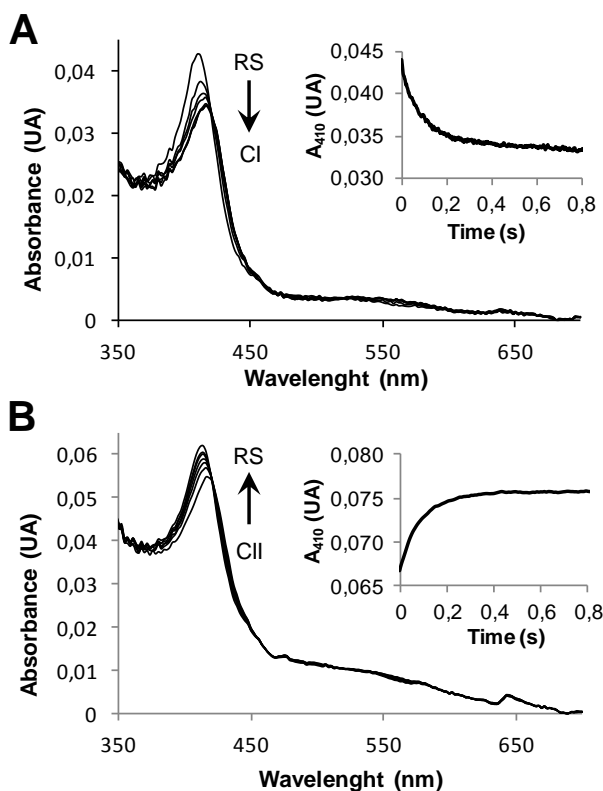 A
Absorbance (UA)
0,04
0,03
0,02
0,01
0
350
450
550
650
Wavelenght (nm)
RS
CI
A410 (UA)
0,045
0,040
0,035
0,030
0
0,2
0,4
0,6
0,8
Time (s)
B
Absorbance (UA)
0,06
0,05
0,04
0,03
0,02
0,01
0
350
450
550
650
Wavelenght (nm)
RS
CII
A410 (UA)
0,080
0,075
0,070
0,065
0
0,2
0,4
0,6
0,8
Time (s)